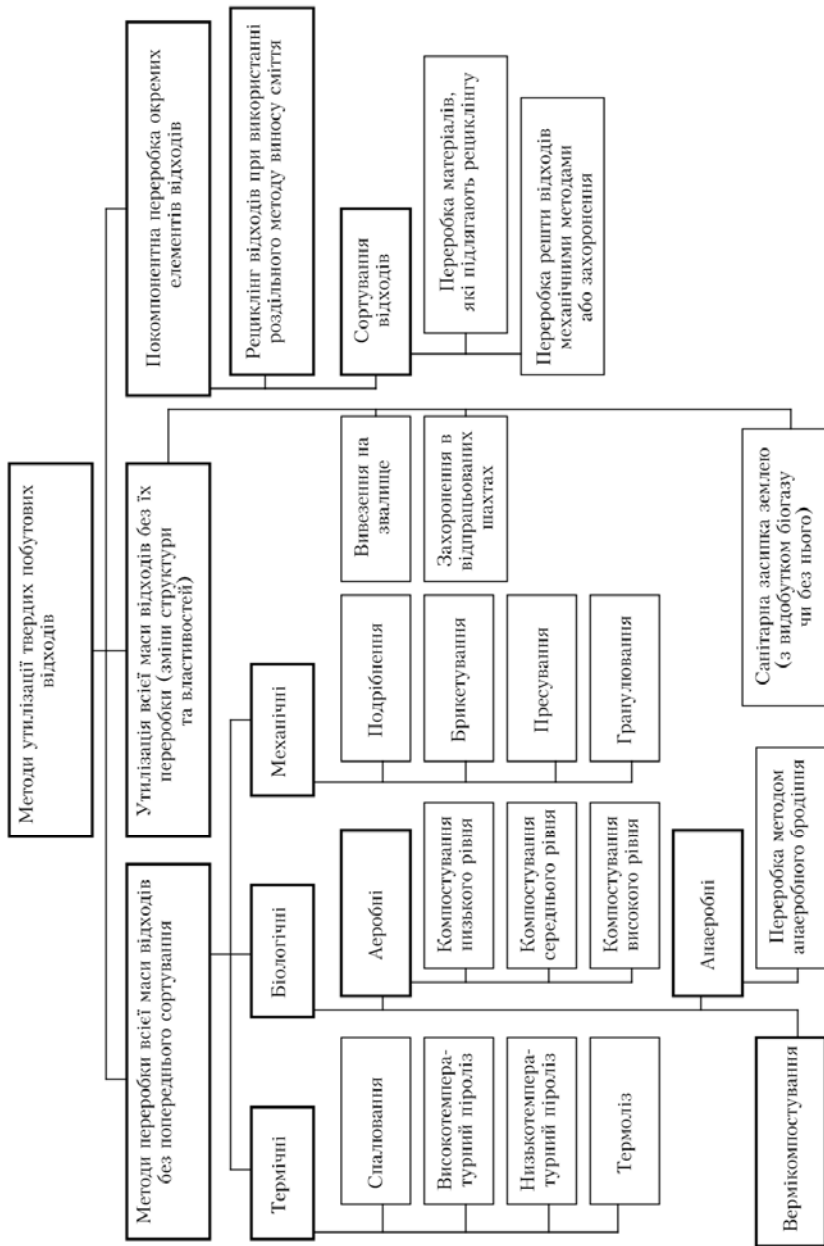 Методи утилізації твердих побутових
відходів
Методи переробки всієї маси відходів
без попереднього сортування
Утилізація всієї маси відходів без їх
переробки (зміни структури
та властивостей)
Покомпонентна переробка окремих
елементів відходів
Термічні
Спалювання
Високотемпера-
турний піроліз
Низькотемпера-
турний піроліз
Термоліз
Біологічні
Аеробні
Компостування
низького рівня
Компостування
середнього рівня
Компостування
високого рівня
Анаеробні
Переробка методом
анаеробного бродіння
Вермікомпостування
Механічні
Подрібнення
Брикетування
Пресування
Гранулювання
Вивезення на
звалище
Захоронення в
відпрацьованих
шахтах
Санітарна засипка землею
(з видобутком біогазу
чи без нього)
Рециклінг відходів при використанні
роздільного методу виносу сміття
Сортування
відходів
Переробка матеріалів,
які підлягають рециклінгу
Переробка решти відходів
механічними методами
або захоронення